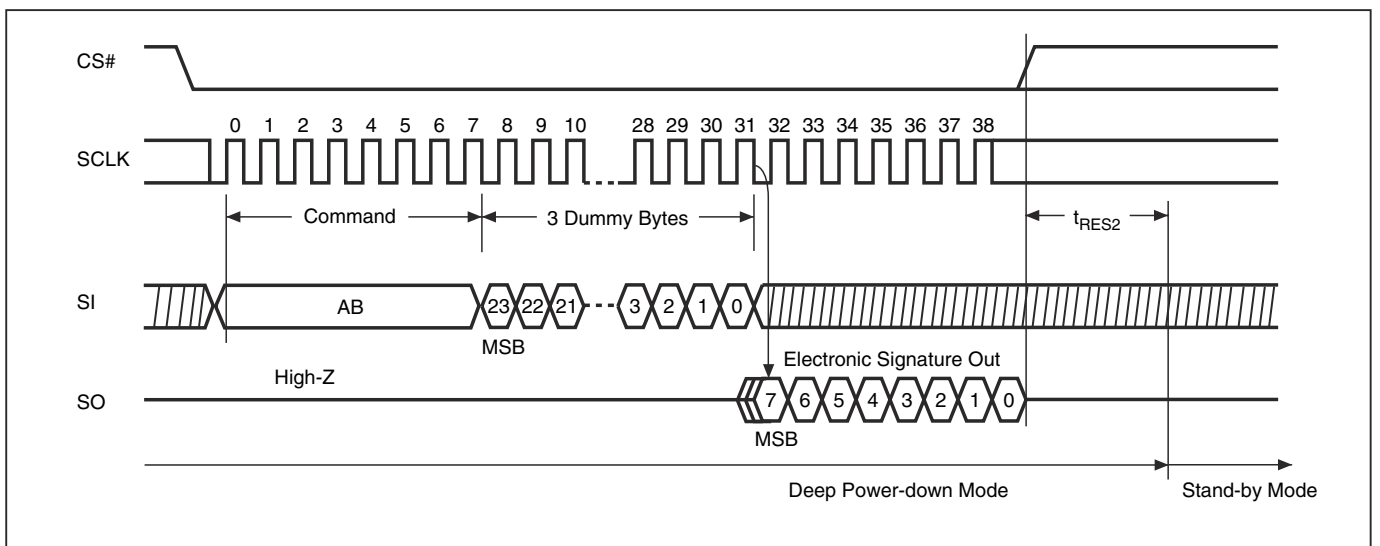 CS#
0 1 2 3 4 5 6 7 8 9 10 28 29 30 31 32 33 34 35 36 37 38
SCLK
Command 3 Dummy Bytes tRES2
SI AB 23 22 21 3 2 1 0
MSB
Electronic Signature Out
High-Z
SO 7 6 5 4 3 2 1 0
MSB
Deep Power-down Mode Stand-by Mode